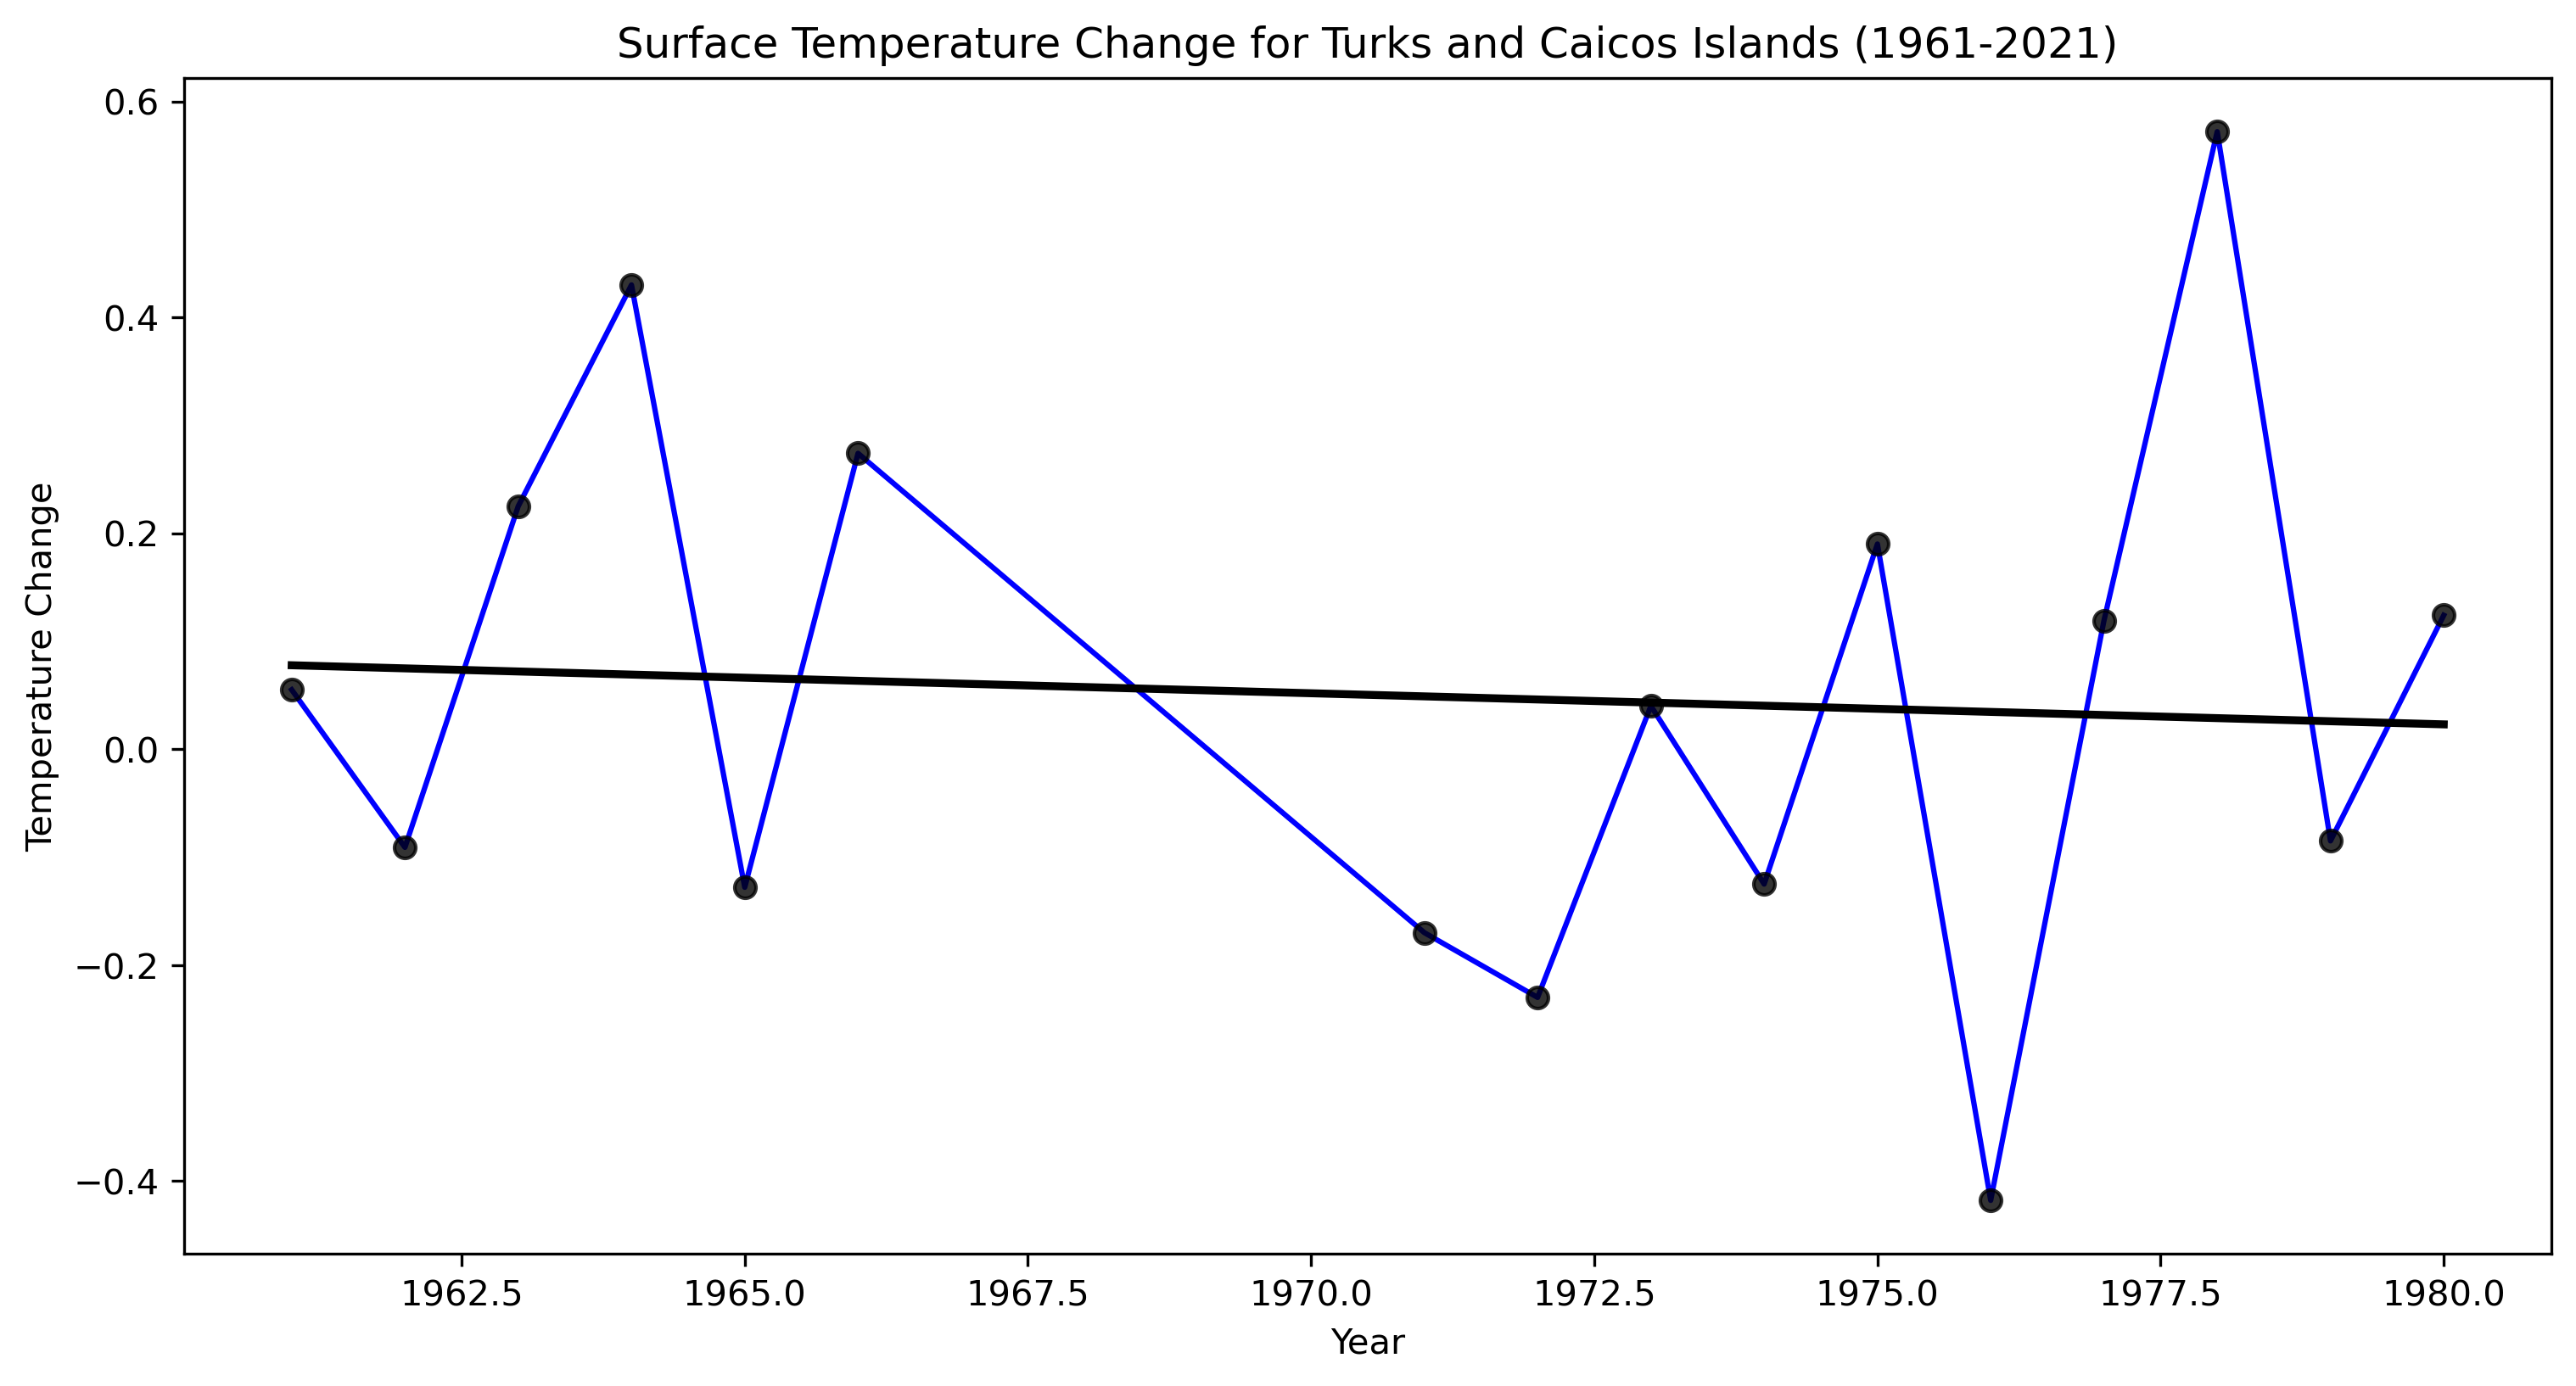 Surface Temperature Change for Turks and Caicos Islands (1961-2021)
0.6
0.4
0.2
0.0
−0.2
−0.4
Temperature Change
1962.5 1965.0 1967.5 1970.0 1972.5 1975.0 1977.5 1980.0
Year